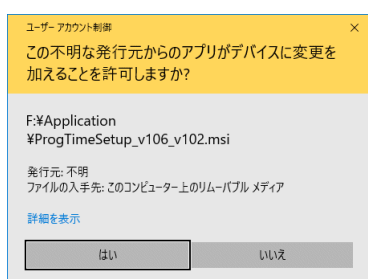 ユーザー アカウント制御
×
この不明な発行元からのアプリがデバイスに変更を
加えることを許可しますか?
F:¥Application
¥ProgTimeSetup_v106_v102.msi
発行元: 不明
ファイルの入手先: このコンピューター上のリムーバブル メディア
詳細を表示
はい
いいえ